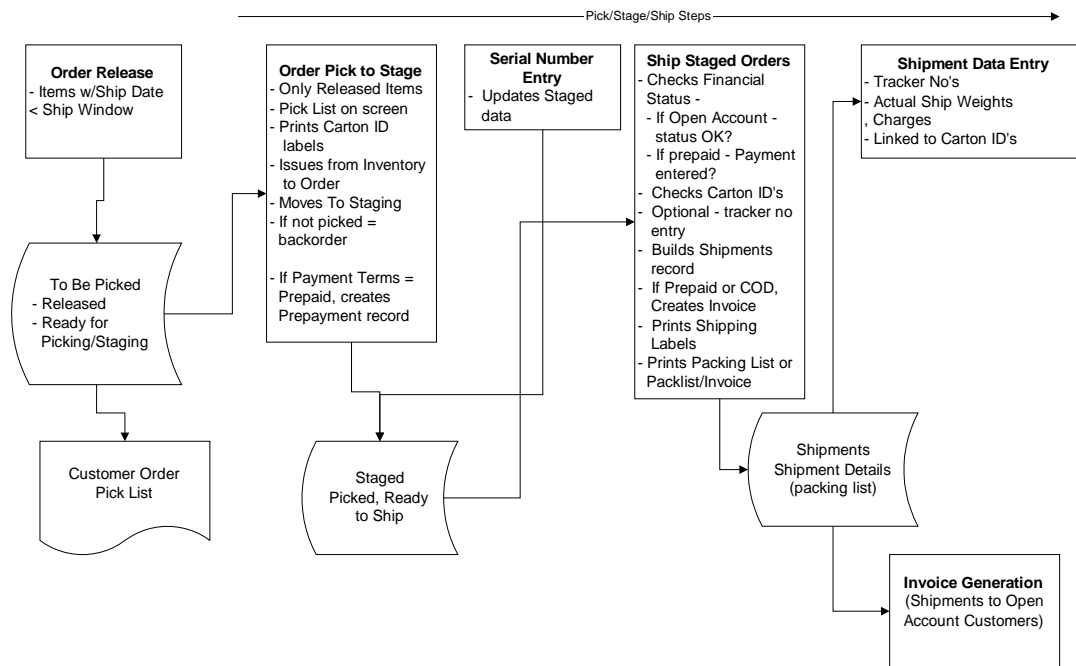 Pick/Stage/Ship Steps
Order Release
- Items w/Ship Date
< Ship Window
To Be Picked
- Released
- Ready for
Picking/Staging
Customer Order
Pick List
Order Pick to Stage
- Only Released Items
- Pick List on screen
- Prints Carton ID
labels
- Issues from Inventory
to Order
- Moves To Staging
- If not picked =
backorder
- If Payment Terms =
Prepaid, creates
Prepayment record
Staged
Picked, Ready
to Ship
Serial Number
Entry
- Updates Staged
data
Ship Staged Orders
- Checks Financial
Status -
- If Open Account -
status OK?
- If prepaid - Payment
entered?
- Checks Carton ID's
- Optional - tracker no
entry
- Builds Shipments
record
- If Prepaid or COD,
Creates Invoice
- Prints Shipping
Labels
- Prints Packing List or
Packlist/Invoice
Shipments
Shipment Details
(packing list)
Shipment Data Entry
- Tracker No's
- Actual Ship Weights
, Charges
- Linked to Carton ID's
Invoice Generation
(Shipments to Open
Account Customers)